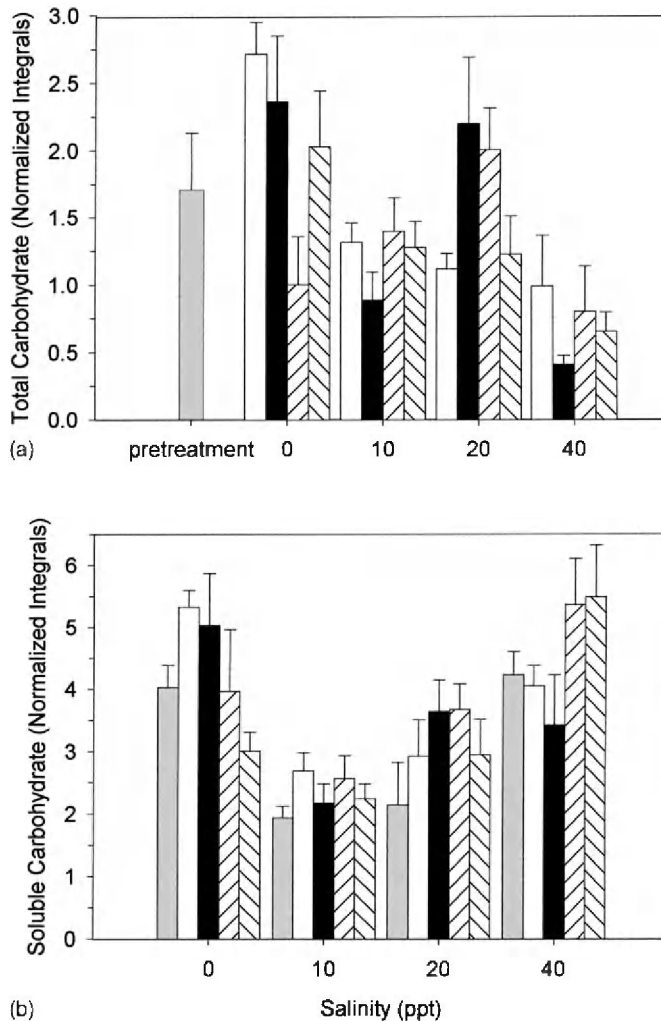 Total Carbohydrate (Normalized Integrals)
3.0
2.5
2.0
1.5
1.0
0.5
0.0
(a)
pretreatment 0 10 20 40
Soluble Carbohydrate (Normalized Integrals)
6
5
4
3
2
1
0
0 10 20 40
(b)
Salinity (ppt)